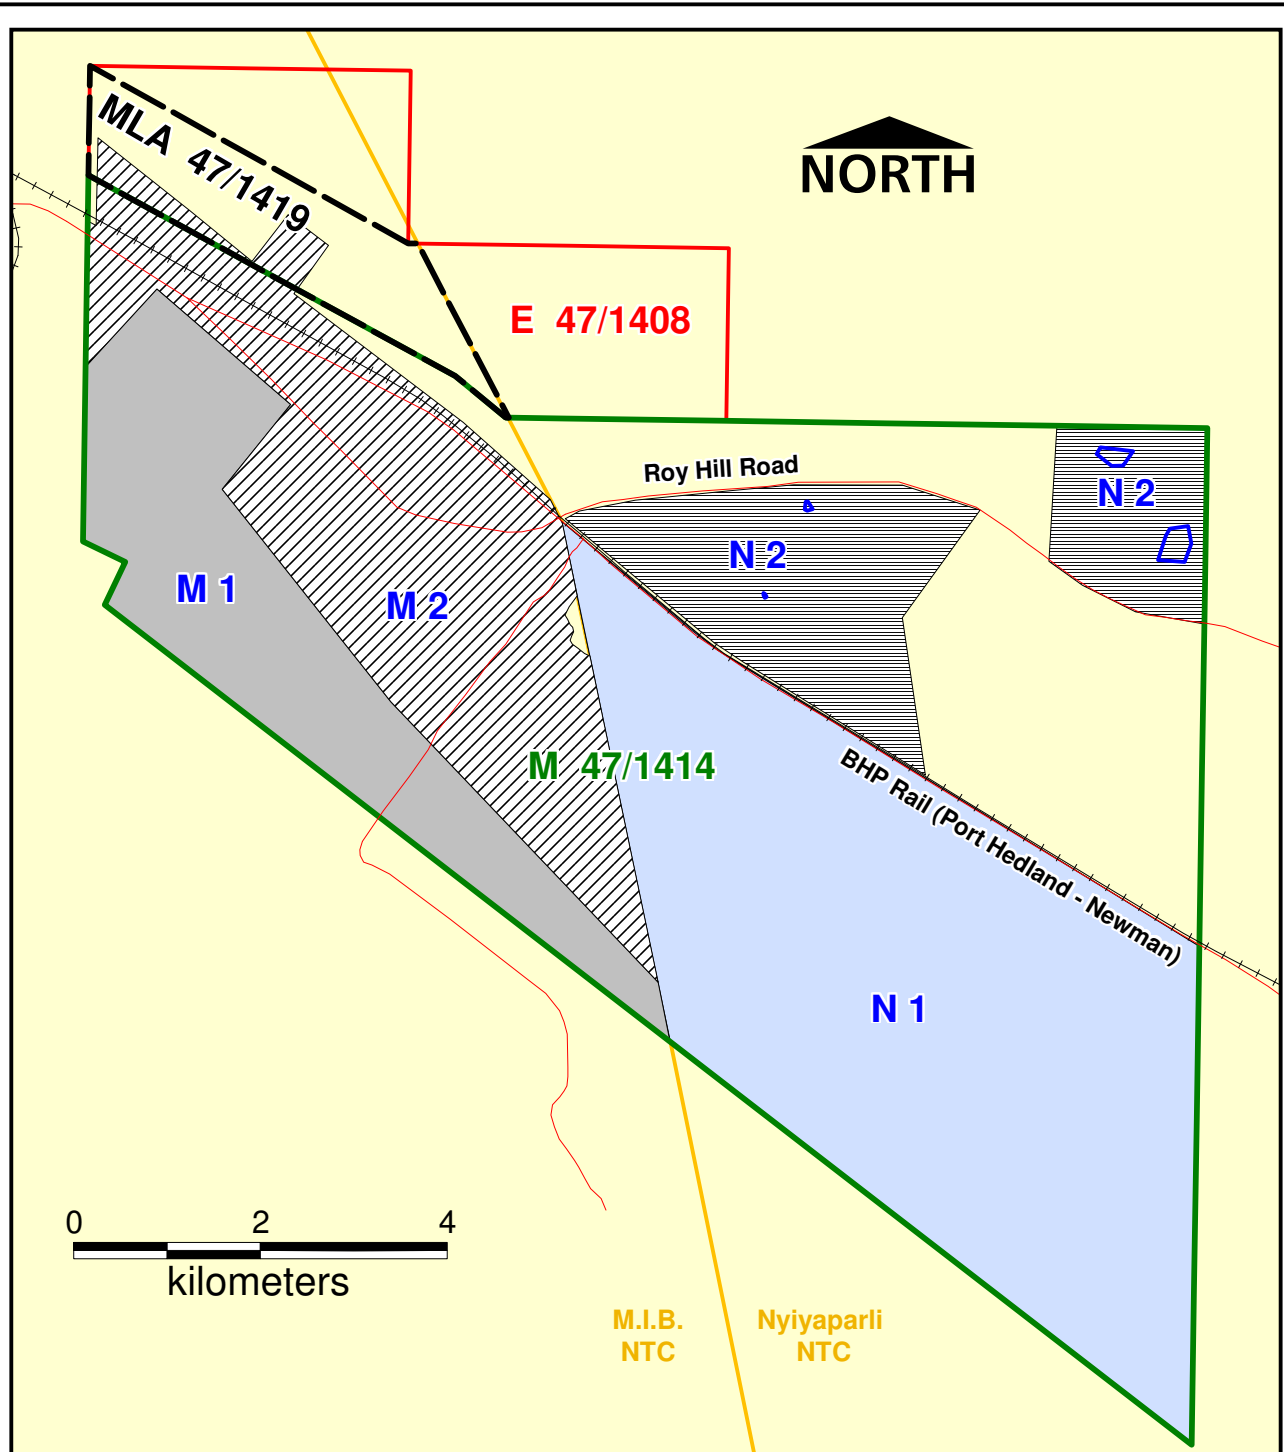 MLA 47/1419
NORTH
E 47/1408
Roy Hill Road
N 2
N 2
M 1
M 2
M 47/1414
BHP Rail (Port Hedland - Newman)
N 1
0 2 4
kilometers
M.I.B.
NTC
Nyiyaparli
NTC